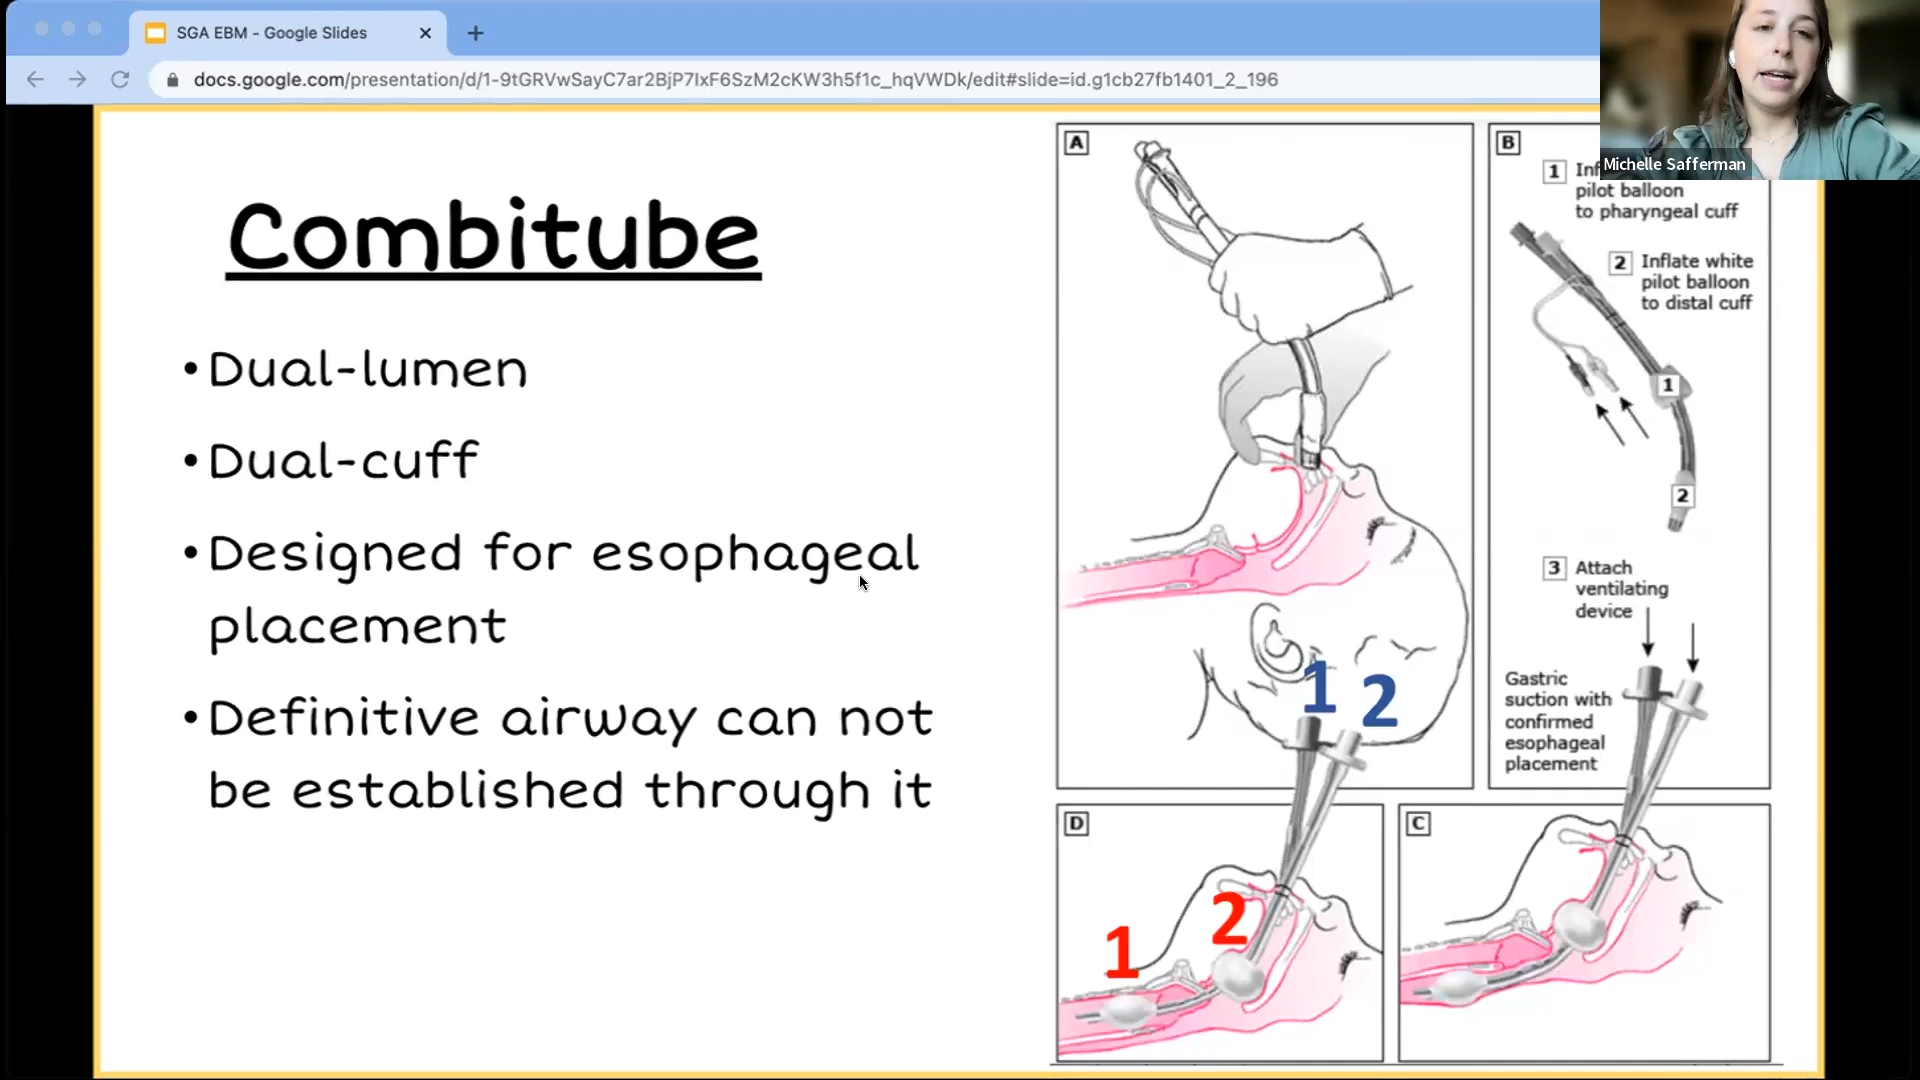 SGA EBM - Google Slides
docs.google.com/presentation/d/1-9tGRVwSayC7ar2BjP7IxF6SzM2cKW3h5f1c_hqVWDk/edit#slide=id.g1cb27fb1401_2_196
Michelle Safferman
Combitube
• Dual-lumen
• Dual-cuff
• Designed for esophageal
placement
• Definitive airway can not
be established through it
A
1 2
B
1
pilot balloon
to pharyngeal cuff
2 Inflate white
pilot balloon
to distal cuff
1
2
3 Attach
ventilating
device
Gastric
suction with
confirmed
esophageal
placement
D
1 2
C